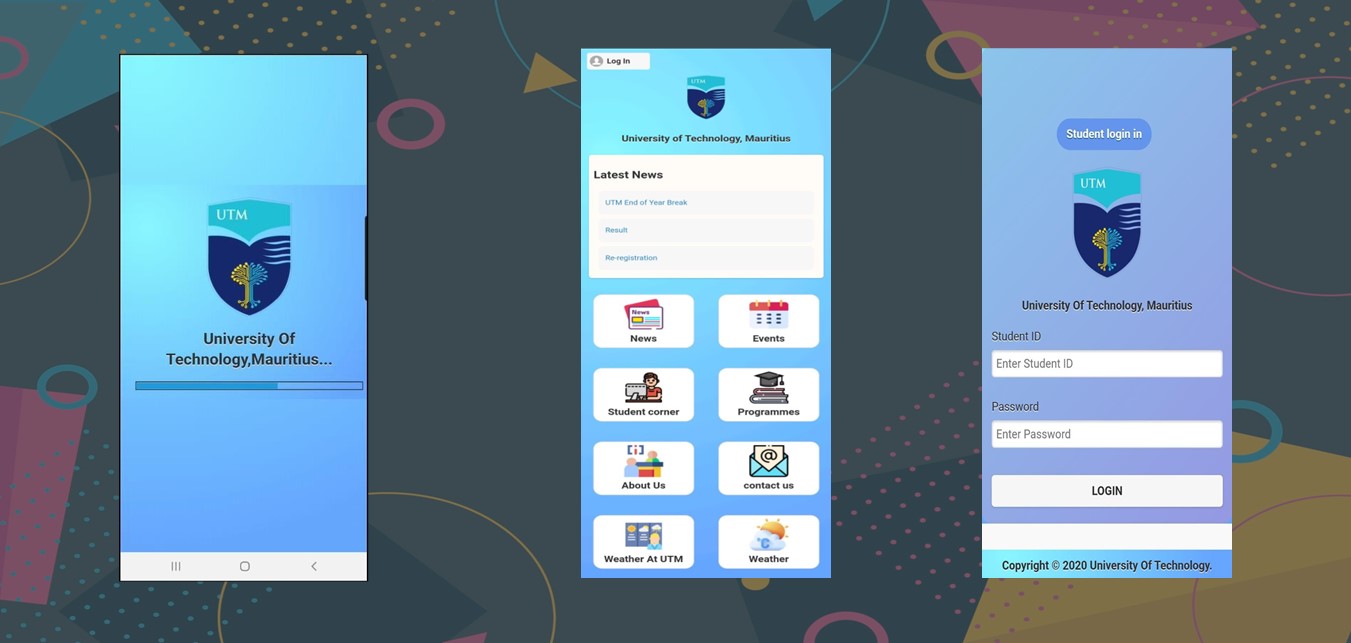 UTM
University Of
Technology,Mauritius...
Log In
UTM
University of Technology, Mauritius
Latest News
UTM End of Year Break
Result
Re-registration
News
News
Events
Student corner
Programmes
About Us
contact us
Weather At UTM
Weather
Student login in
UTM
University Of Technology, Mauritius
Student ID
Enter Student ID
Password
Enter Password
LOGIN
Copyright © 2020 University Of Technology.